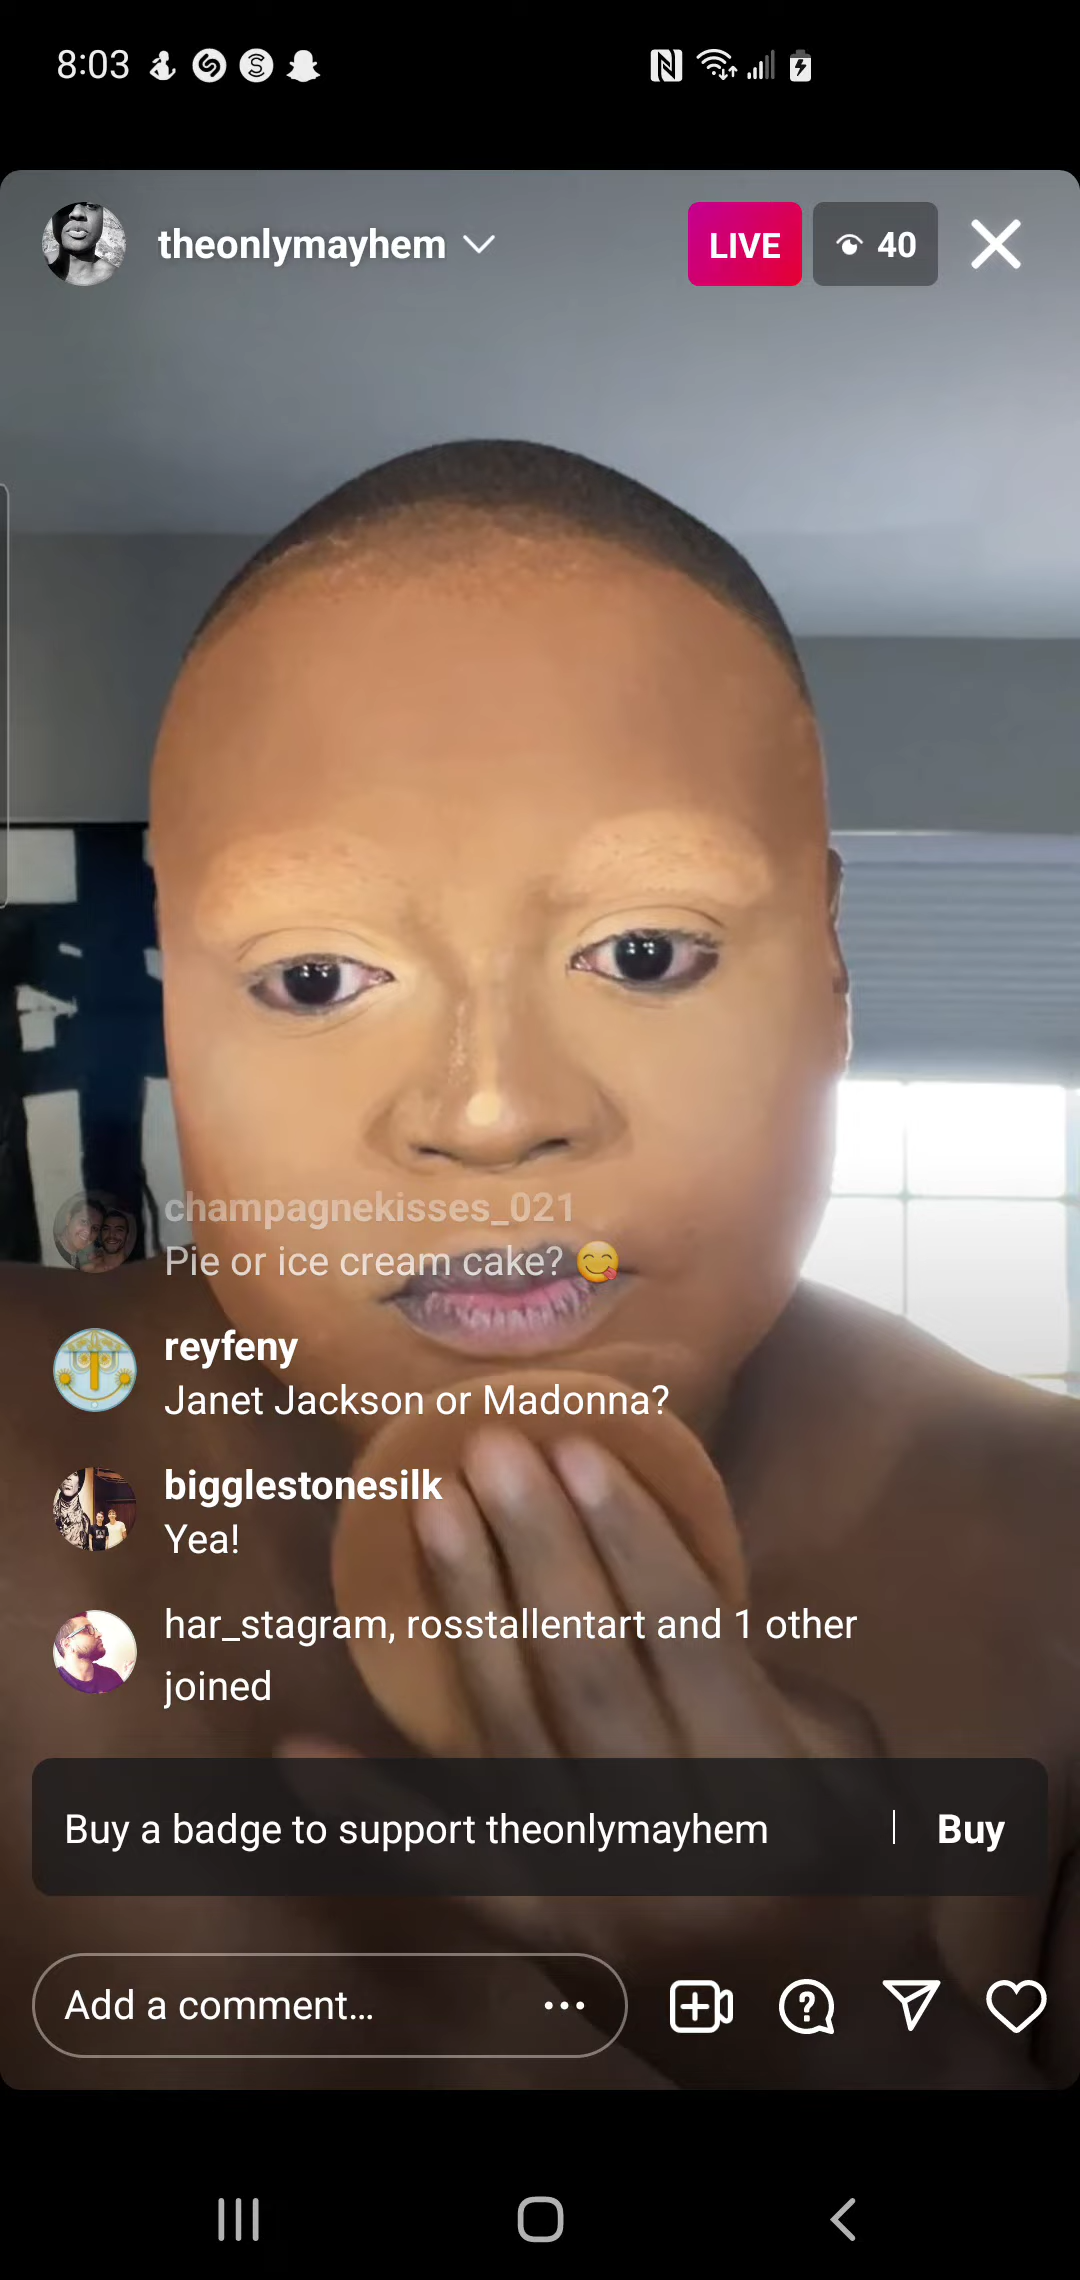 8:03
theonlymayhem
LIVE
40
champagnekisses_021
Pie or ice cream cake? 😋
reyfeny
Janet Jackson or Madonna?
bigglestonesilk
Yea!
har_stagram, rosstallentart and 1 other
joined
Buy a badge to support theonlymayhem | Buy
Add a comment...